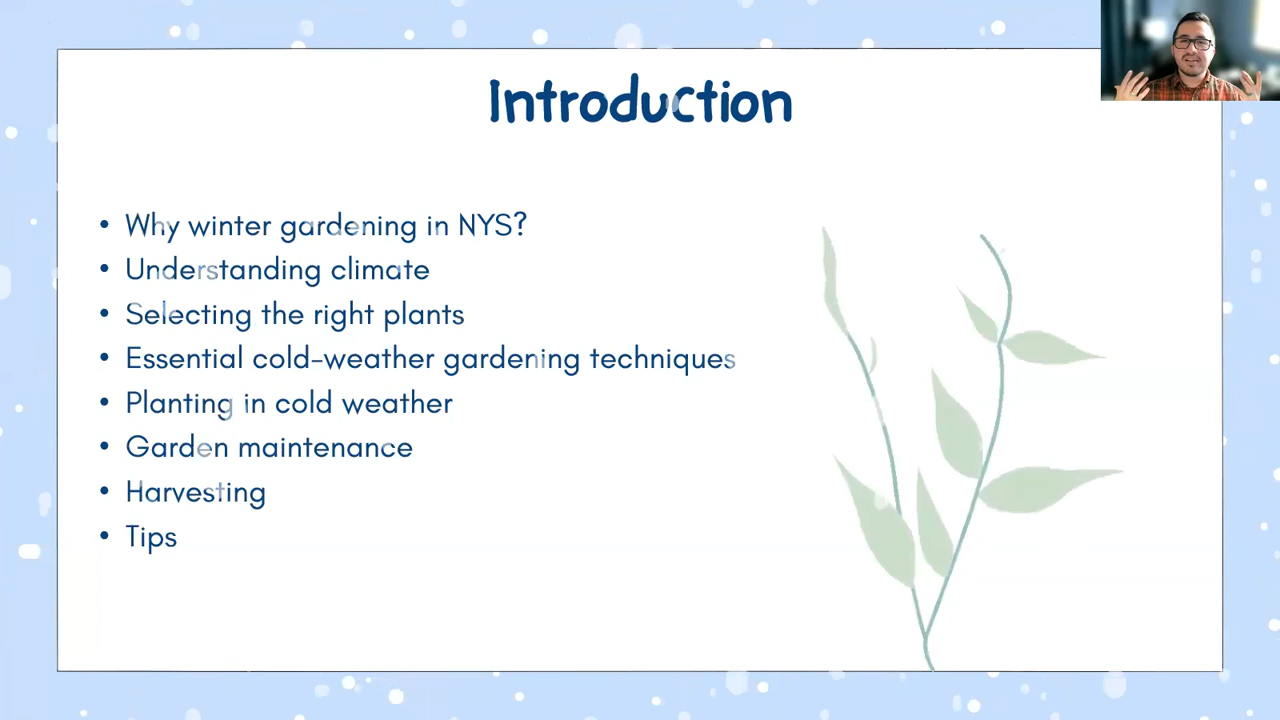 Introduction
• Why winter gardening in NYS?
• Understanding climate
• Selecting the right plants
• Essential cold-weather gardening techniques
• Planting in cold weather
• Garden maintenance
• Harvesting
• Tips